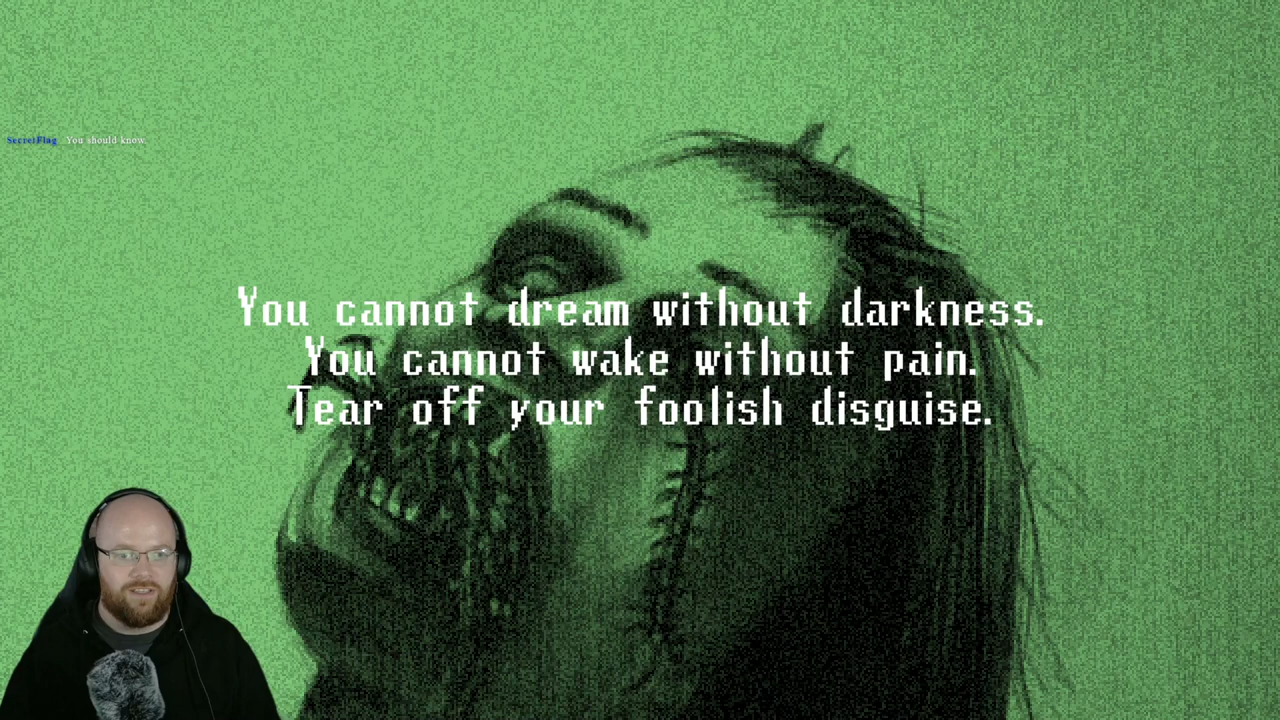 SecretFlag You should know.
You cannot dream without darkness.
You cannot wake without pain.
Tear off your foolish disguise.